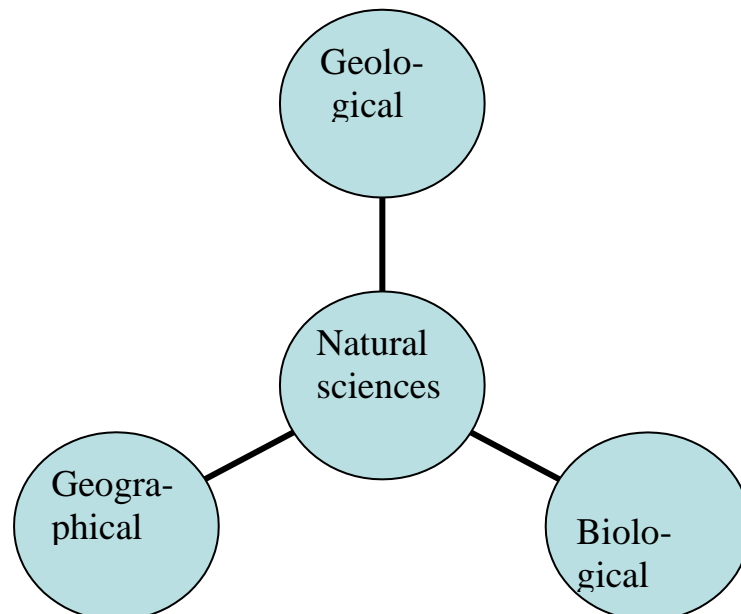 Geolo-
gical
Natural
sciences
Geogra-
phical
Biolo-
gical